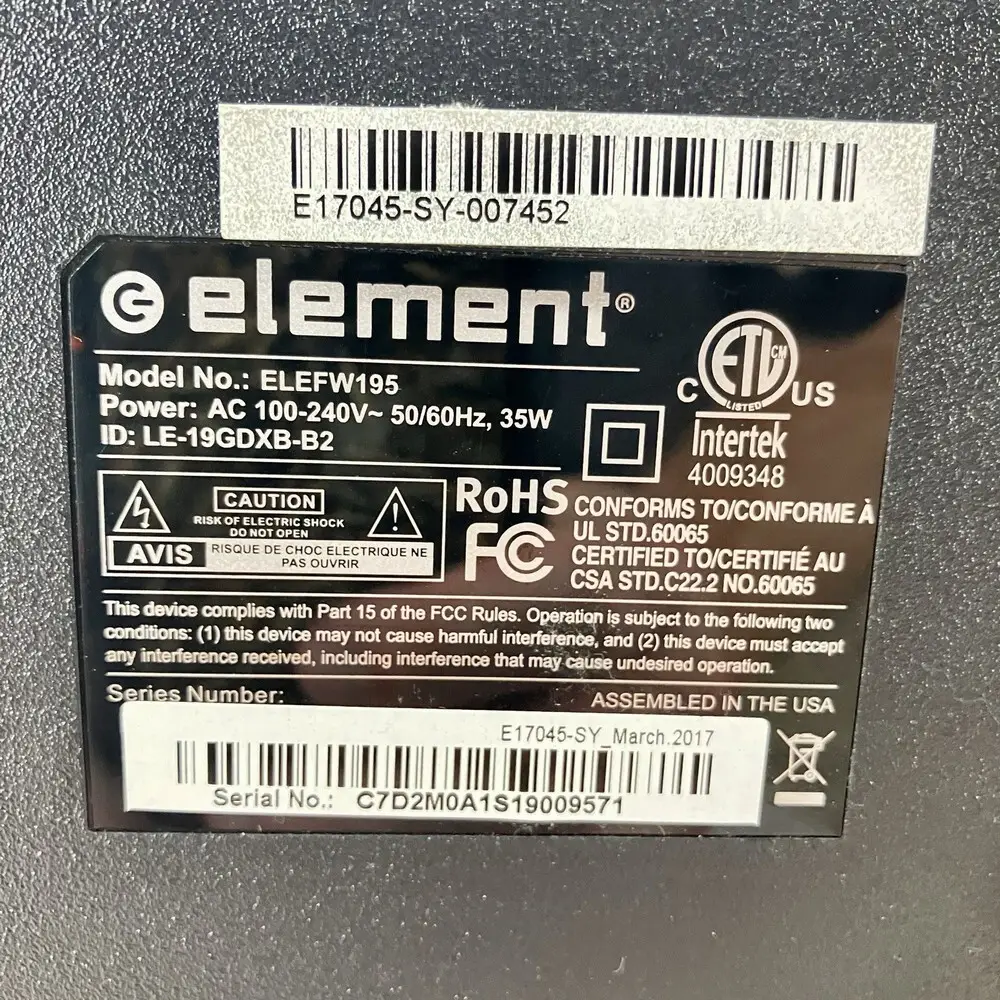 E17045-SY-007452
element®
Model No.: ELEFW195
Power: AC 100-240V~ 50/60Hz, 35W
ID: LE-19GDXB-B2
C ETL CM US
LISTED
Intertek
4009348
CAUTION
RISK OF ELECTRIC SHOCK
DO NOT OPEN
AVIS RISQUE DE CHOC ELECTRIQUE NE
PAS OUVRIR
RoHS
FC
CONFORMS TO/CONFORME À
UL STD.60065
CERTIFIED TO/CERTIFIÉ AU
CSA STD.C22.2 NO.60065
This device complies with Part 15 of the FCC Rules. Operation is subject to the following two
conditions: (1) this device may not cause harmful interference, and (2) this device must accept
any interference received, including interference that may cause undesired operation.
Series Number:
ASSEMBLED IN THE USA
E17045-SY_March.2017
Serial No.: C7D2M0A1S19009571